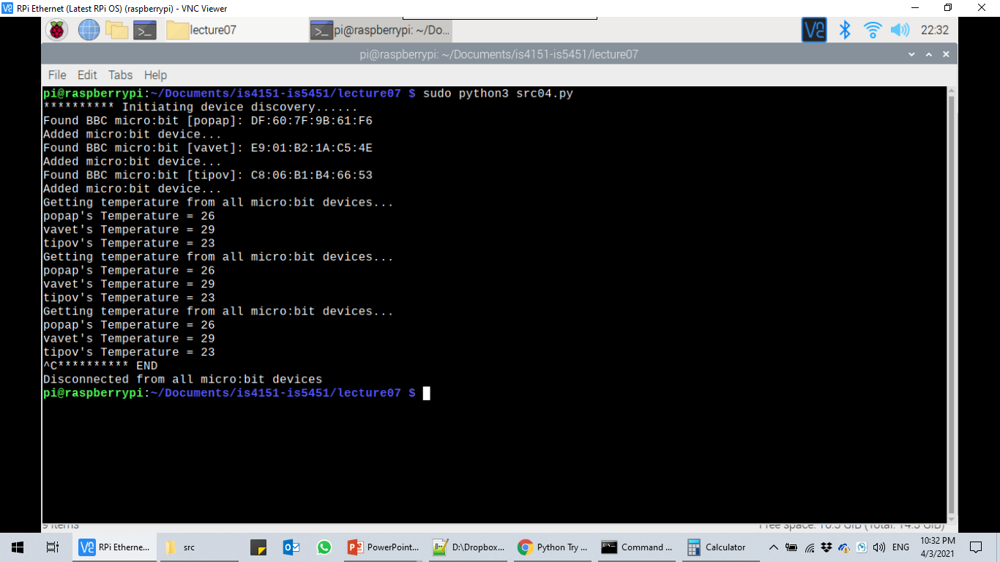 RPi Ethernet (Latest RPi OS) (raspberrypi) - VNC Viewer
lecture07
pi@raspberrypi: ~/Do...
22:32
pi@raspberrypi: ~/Documents/is4151-is5451/lecture07
File Edit Tabs Help
pi@raspberrypi:~/Documents/is4151-is5451/lecture07 $ sudo python3 src04.py
********** Initiating device discovery......
Found BBC micro:bit [popap]: DF:60:7F:9B:61:F6
Added micro:bit device...
Found BBC micro:bit [vavet]: E9:01:B2:1A:C5:4E
Added micro:bit device...
Found BBC micro:bit [tipov]: C8:06:B1:B4:66:53
Added micro:bit device...
Getting temperature from all micro:bit devices...
popap's Temperature = 26
vavet's Temperature = 29
tipov's Temperature = 23
Getting temperature from all micro:bit devices...
popap's Temperature = 26
vavet's Temperature = 29
tipov's Temperature = 23
Getting temperature from all micro:bit devices...
popap's Temperature = 26
vavet's Temperature = 29
tipov's Temperature = 23
^C********** END
Disconnected from all micro:bit devices
pi@raspberrypi:~/Documents/is4151-is5451/lecture07 $
9 items
Free space: 10.5 GiB (Total: 14.3 GiB)
RPi Etherne...
src
PowerPoint...
D:\Dropbox...
Python Try ...
Command ...
Calculator
ENG
10:32 PM
4/3/2021